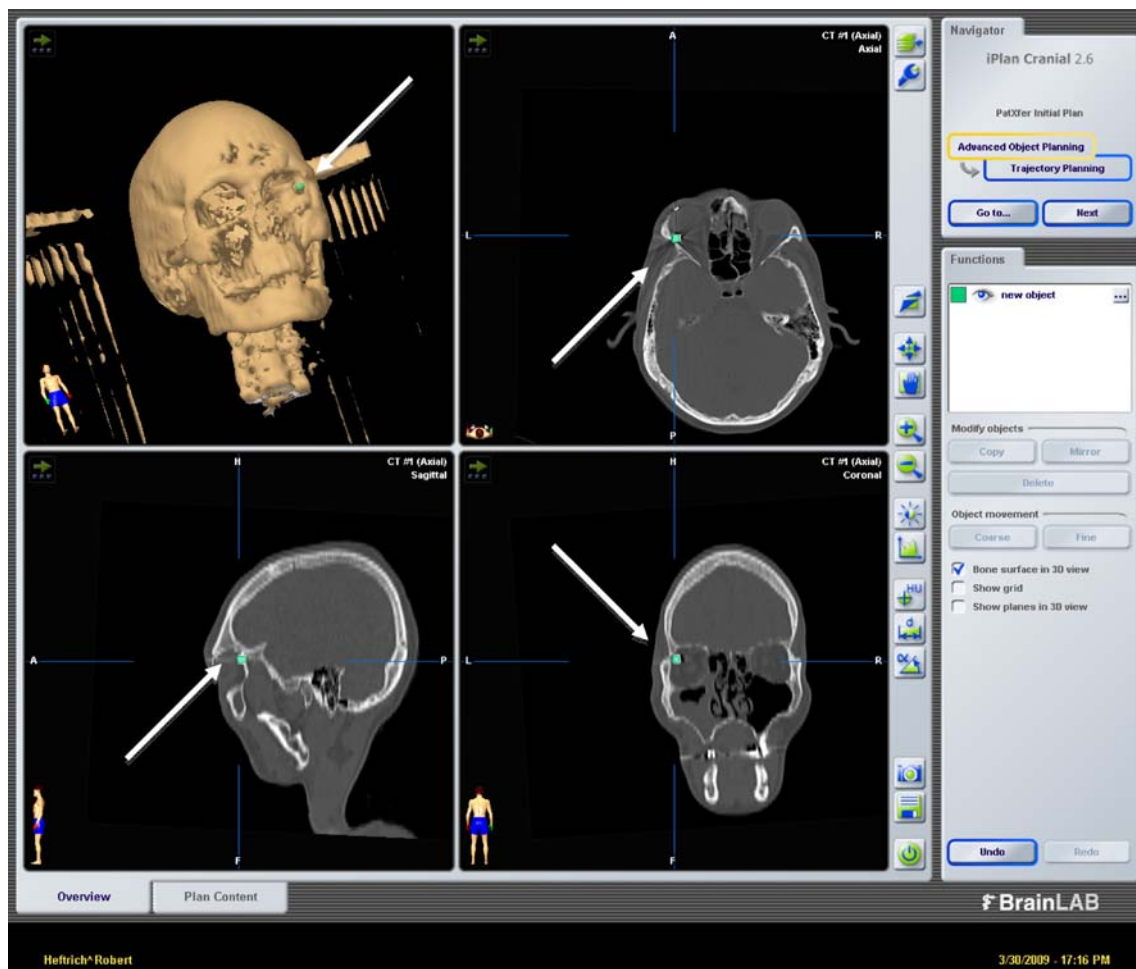 A
CT #1 (Axial)
Axial
L
R
P
H
CT #1 (Axial)
Sagittal
A
P
F
H
CT #1 (Axial)
Coronal
L
R
F
HU
d
α
Navigator
iPlan Cranial 2.6
PatXfer Initial Plan
Advanced Object Planning
Trajectory Planning
Go to... Next
Functions
new object ...
Modify objects
Copy Mirror
Delete
Object movement
Coarse Fine
Bone surface in 3D view
Show grid
Show planes in 3D view
Undo Redo
Overview Plan Content
BrainLAB
Heftrich^Robert 3/30/2009 - 17:16 PM